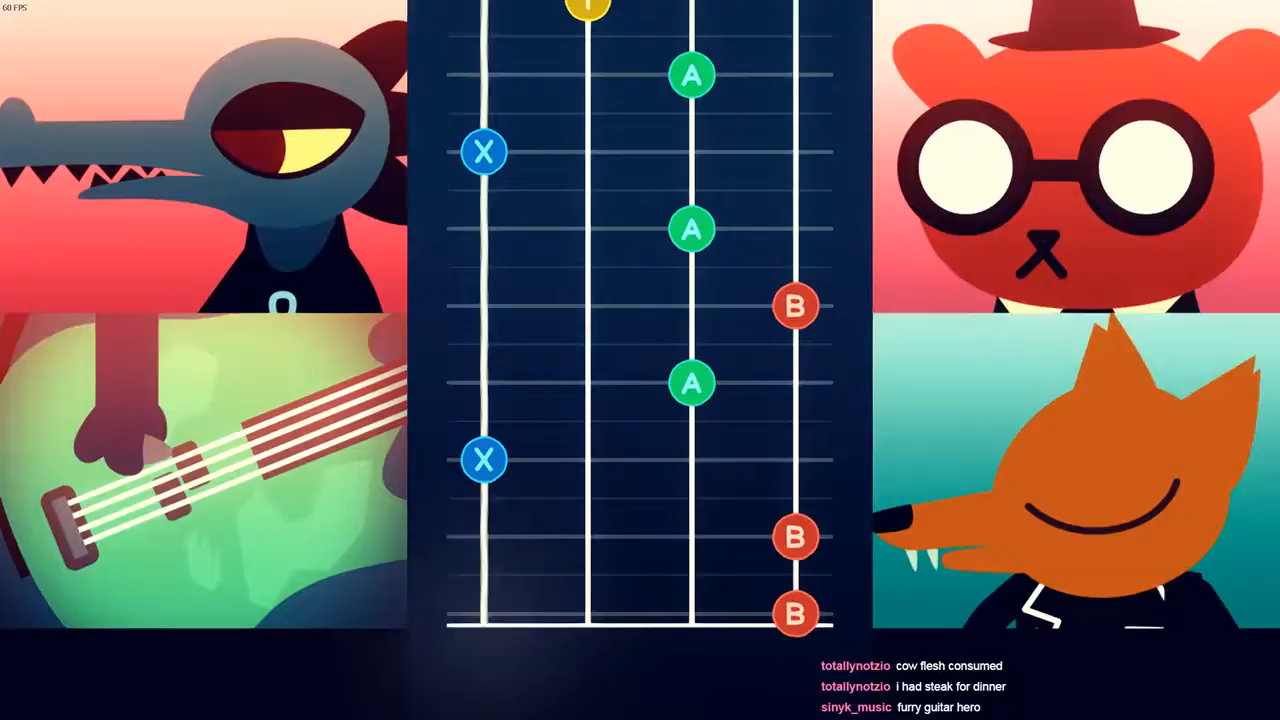 60 FPS
A
X
A
B
A
X
B
B
totallynotzio cow flesh consumed
totallynotzio i had steak for dinner
sinyk_music furry guitar hero